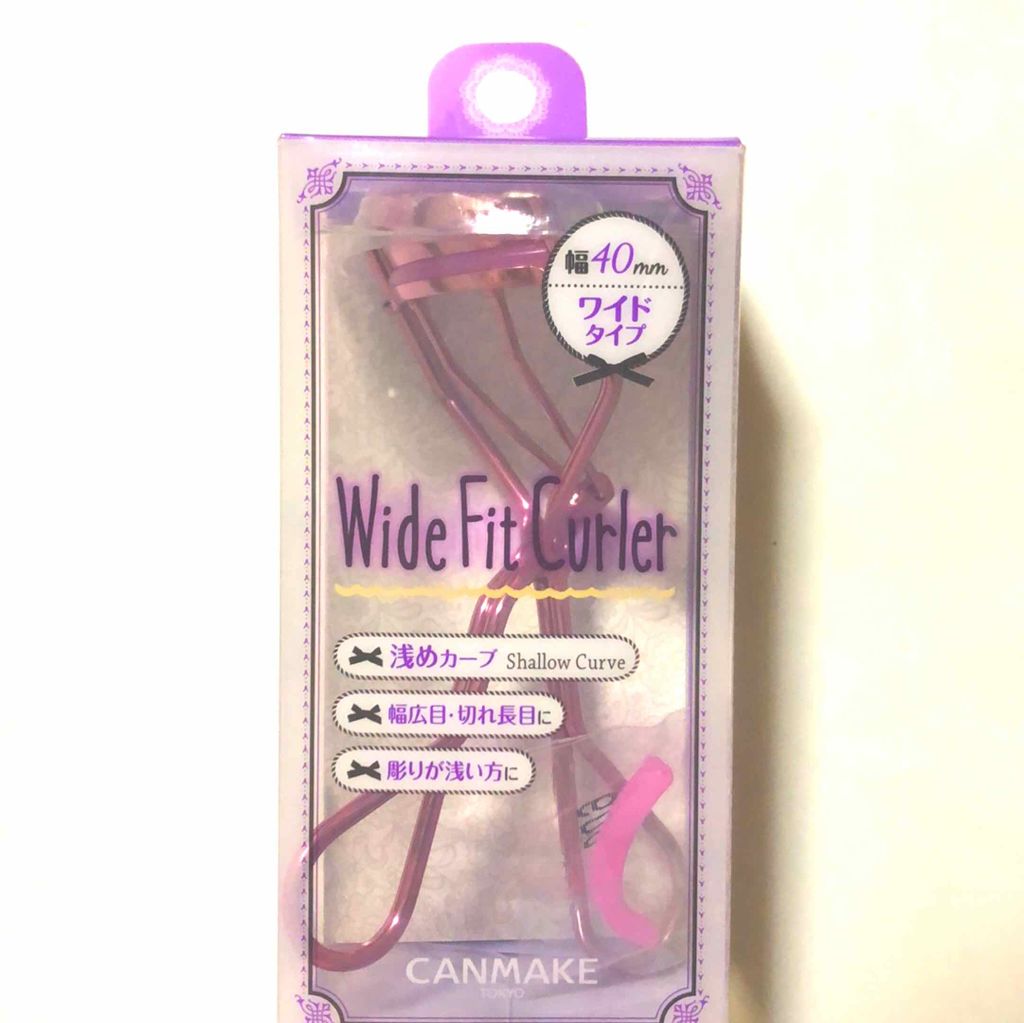 幅40mm
ワイド
タイプ
Wide Fit Curler
浅めカーブ Shallow Curve
幅広目・切れ長目に
彫りが浅い方に
CANMAKE
TOKYO